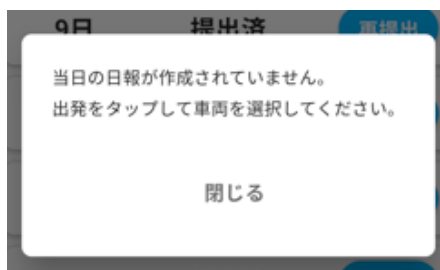 9日 提出済 再提出
当日の日報が作成されていません。
出発をタップして車両を選択してください。
閉じる